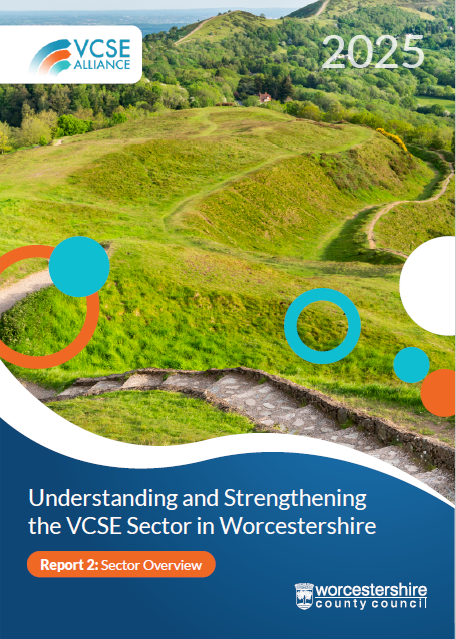 VCSE
ALLIANCE
2025
Understanding and Strengthening
the VCSE Sector in Worcestershire
Report 2: Sector Overview
worcestershire
county council